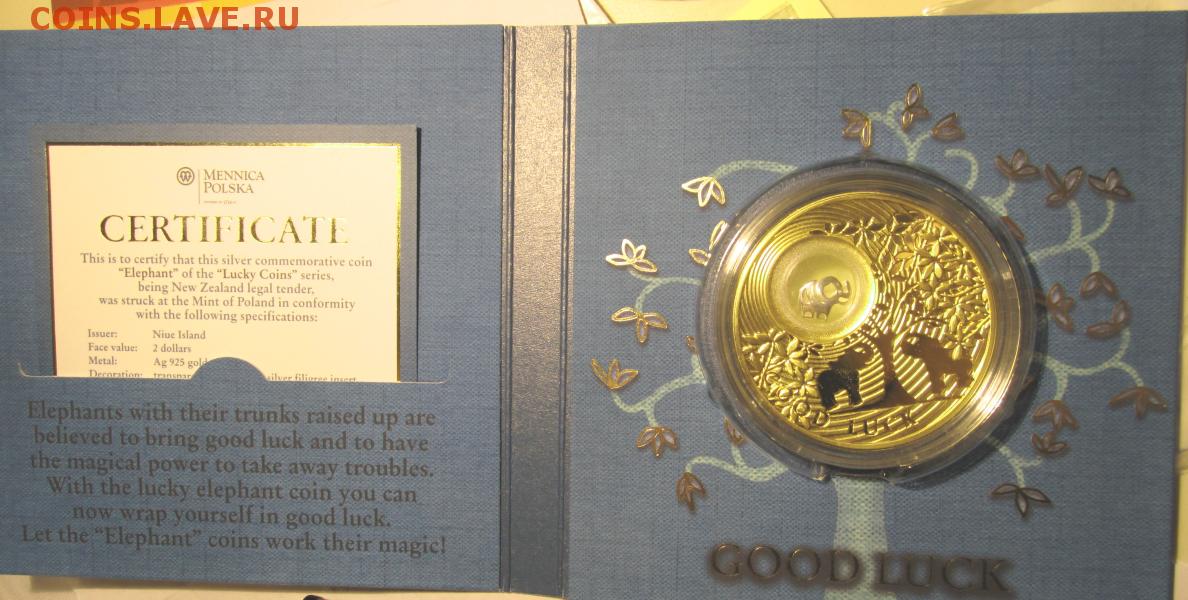 COINS.LAVE.RU
MENNICA
POLSKA
CERTIFICATE
This is to certify that this silver commemorative coin
"Elephant" of the "Lucky Coins" series,
being New Zealand legal tender,
was struck at the Mint of Poland in conformity
with the following specifications:
Issuer: Niue Island
Face value: 2 dollars
Metal: Ag 925 gold
Decoration: silver filigree insert
Elephants with their trunks raised up are
believed to bring good luck and to have
the magical power to take away troubles.
With the lucky elephant coin you can
now wrap yourself in good luck.
Let the "Elephant" coins work their magic!
LUCK
GOOD LUCK